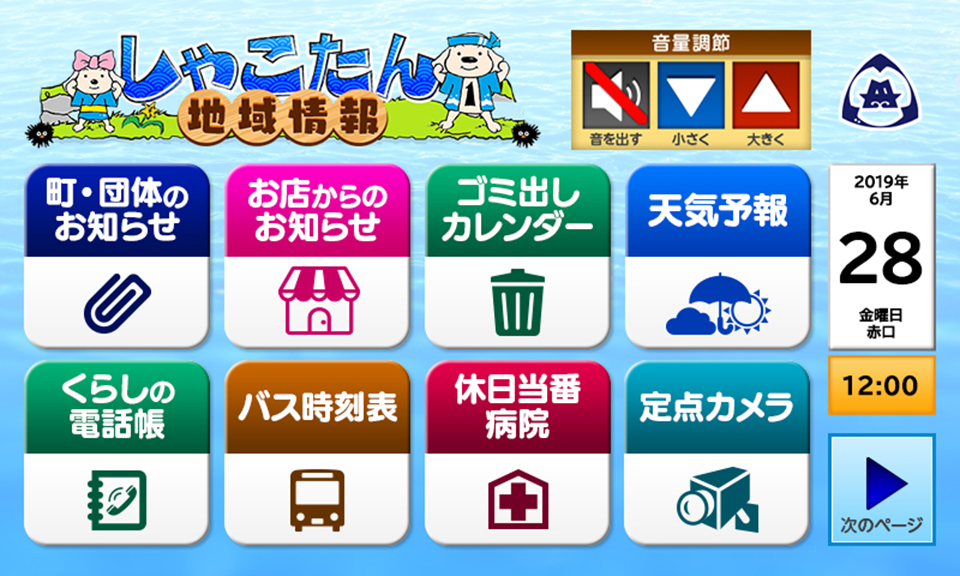 しゃこたん
地域情報
音量調節
音を出す
小さく
大きく
町・団体の
お知らせ
お店からの
お知らせ
ゴミ出し
カレンダー
天気予報
2019年
6月
28
金曜日
赤口
くらしの
電話帳
バス時刻表
休日当番
病院
定点カメラ
12:00
次のページ